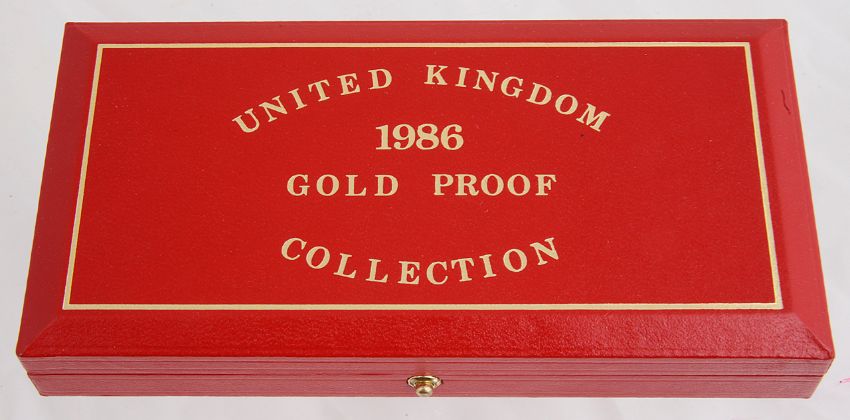 UNITED KINGDOM
1986
GOLD PROOF
COLLECTION